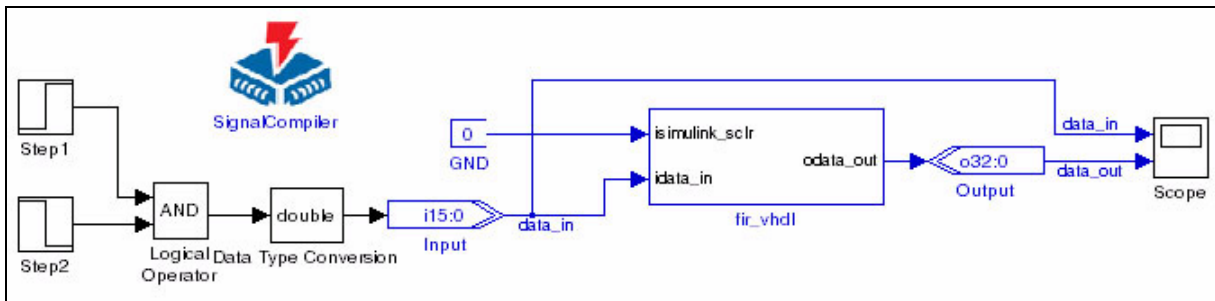 SignalCompiler
Step1
Step2
AND
Logical
Operator
double
Data Type Conversion
i15:0
Input
data_in
0
GND
isimulink_sclr
idata_in
odata_out
fir_vhdl
o32:0
Output
data_in
data_out
Scope